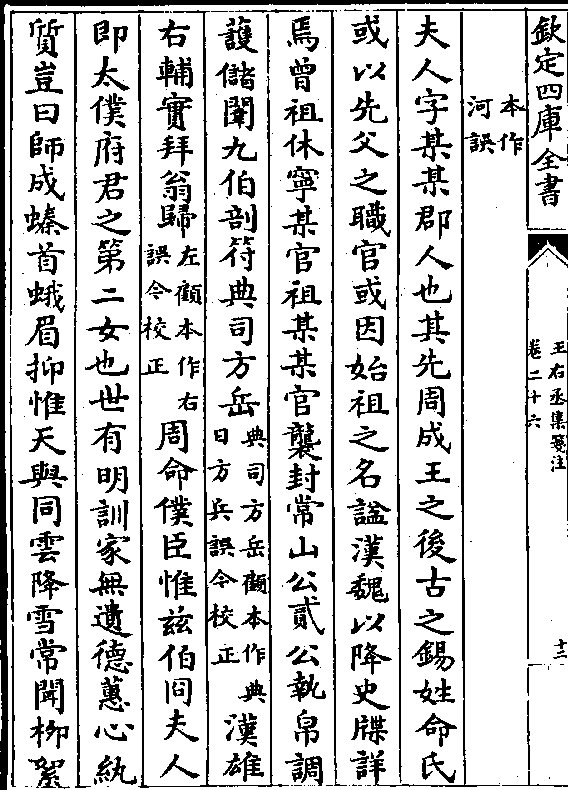 欽定四庫全書
王右丞集箋注
卷二十六
十三
本作
河誤
夫人字某某郡人也其先周成王之後古之錫姓命氏
或以先父之職官或因始祖之名諡漢魏以降史牒詳
焉曾祖休寧某官祖某某官襲封常山公貳公執帛調
護儲闈九伯剖符典司方岳典司方岳顧本作典
曰方兵誤今校正漢雄
右輔實拜翁歸左顧本作右
誤今校正周命僕臣惟兹伯冏夫人
即太僕府君之第二女也世有明訓家無遺德蕙心紈
質豈曰師成螓首蛾眉抑惟天與同雲降雪常聞柳絮